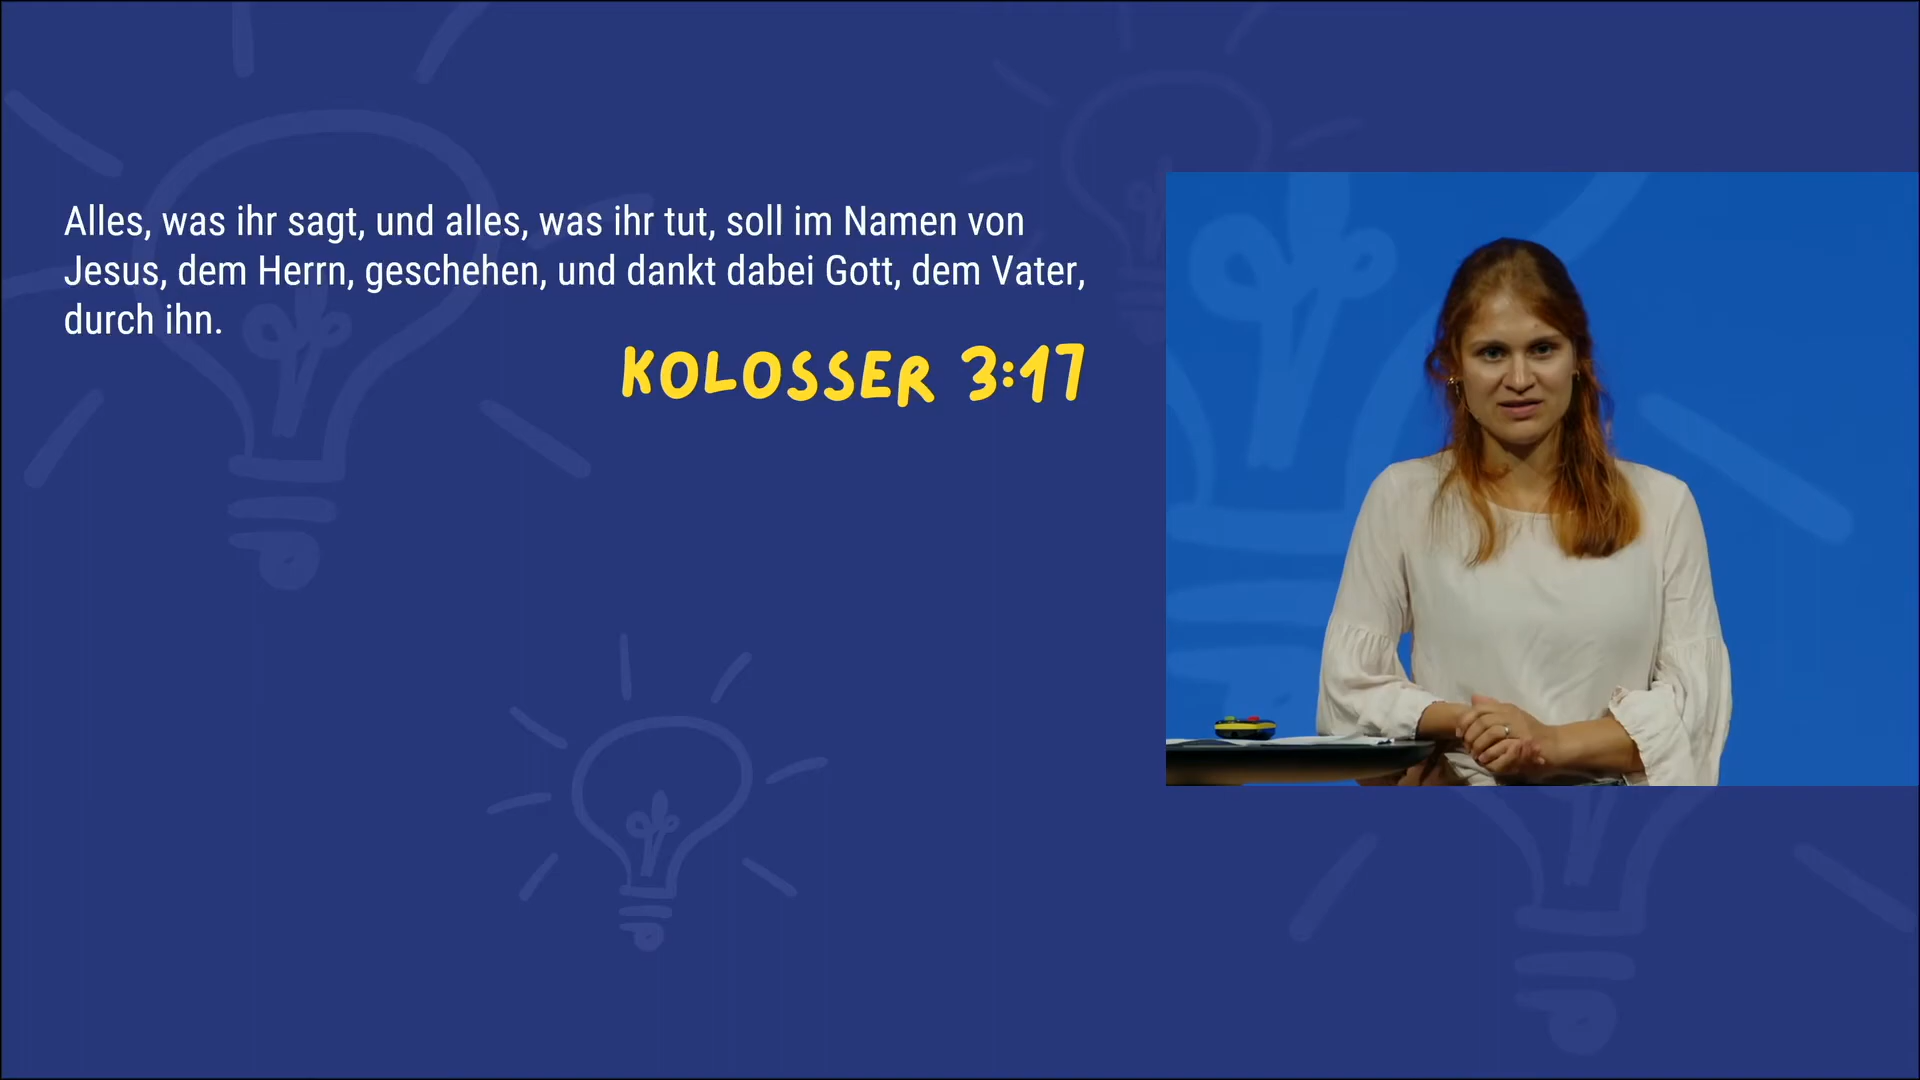 Alles, was ihr sagt, und alles, was ihr tut, soll im Namen von
Jesus, dem Herrn, geschehen, und dankt dabei Gott, dem Vater,
durch ihn.
KOLOSSER 3:17